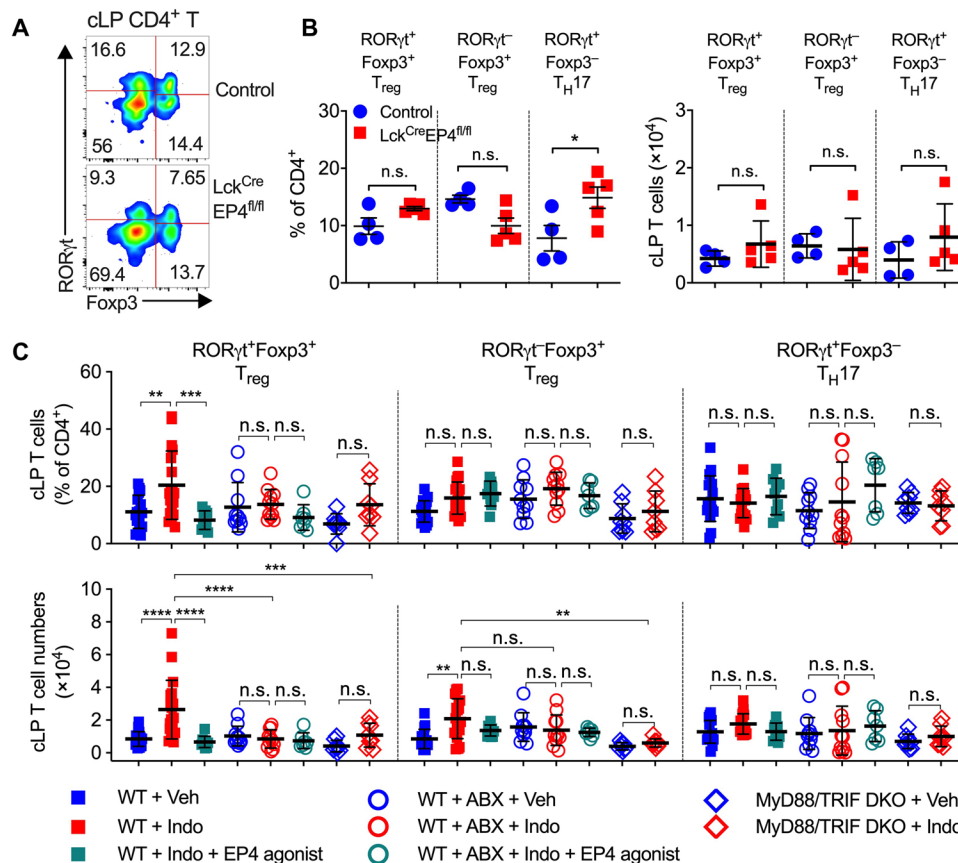 A
cLP CD4⁺ T
16.6 12.9
Control
56 14.4
9.3 7.65
Lck^Cre
EP4^fl/fl
69.4 13.7
RORγt
Foxp3
B
RORγt⁺ RORγt⁻ RORγt⁺
Foxp3⁺ Foxp3⁺ Foxp3⁻
T_reg T_reg T_H17
Control
Lck^Cre EP4^fl/fl
n.s. n.s. *
% of CD4⁺
30
20
10
0
RORγt⁺ RORγt⁻ RORγt⁺
Foxp3⁺ Foxp3⁺ Foxp3⁻
T_reg T_reg T_H17
n.s. n.s. n.s.
cLP T cells (×10⁴)
3
2
1
0
C
RORγt⁺Foxp3⁺ RORγt⁻Foxp3⁺ RORγt⁺Foxp3⁻
T_reg T_reg T_H17
cLP T cells
(% of CD4⁺)
60
40
20
0
** *** n.s. n.s. n.s. n.s. n.s. n.s. n.s. n.s. n.s. n.s. n.s. n.s. n.s.
cLP T cell numbers
(×10⁴)
10
8
6
4
2
0
***
****
**** **** n.s. n.s. n.s.
**
n.s.
** n.s. n.s. n.s. n.s.
n.s. n.s. n.s. n.s. n.s.
WT + Veh WT + ABX + Veh MyD88/TRIF DKO + Veh
WT + Indo WT + ABX + Indo MyD88/TRIF DKO + Indo
WT + Indo + EP4 agonist WT + ABX + Indo + EP4 agonist